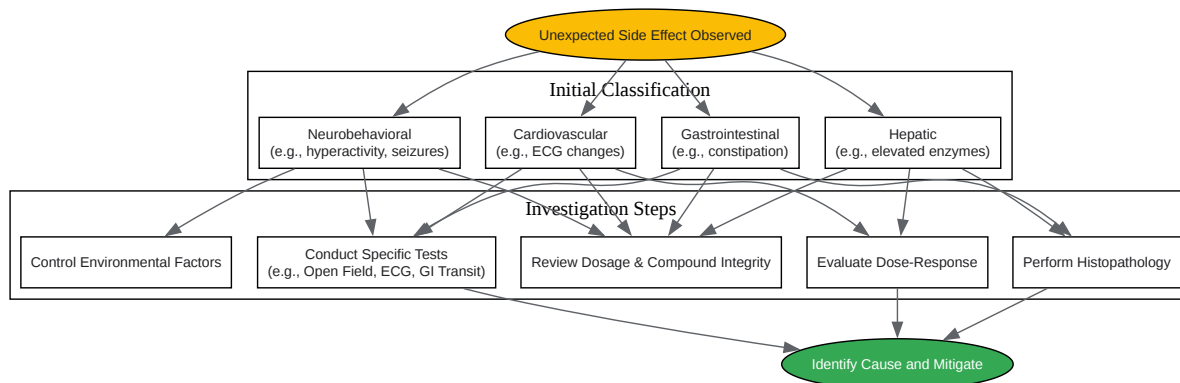 Unexpected Side Effect Observed
Initial Classification
Neurobehavioral
(e.g., hyperactivity, seizures)
Cardiovascular
(e.g., ECG changes)
Gastrointestinal
(e.g., constipation)
Hepatic
(e.g., elevated enzymes)
Investigation Steps
Control Environmental Factors
Conduct Specific Tests
(e.g., Open Field, ECG, GI Transit)
Review Dosage & Compound Integrity
Evaluate Dose-Response
Perform Histopathology
Identify Cause and Mitigate